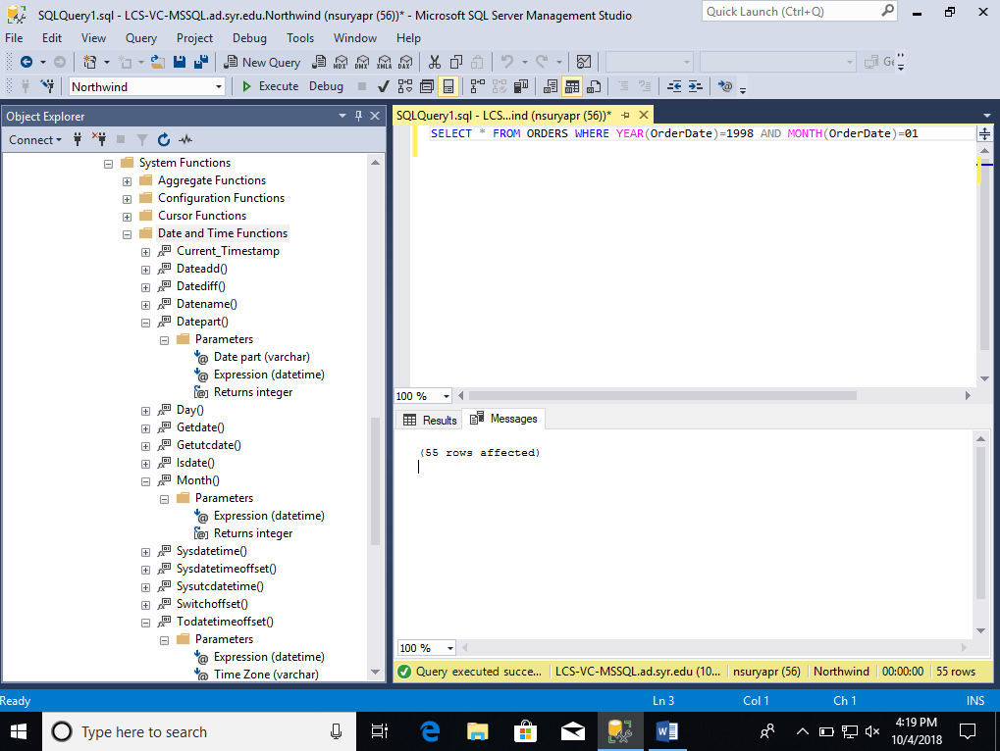 SQLQuery1.sql - LCS-VC-MSSQL.ad.syr.edu.Northwind (nsuryapr (56))* - Microsoft SQL Server Management Studio
Quick Launch (Ctrl+Q)
File Edit View Query Project Debug Tools Window Help
New Query
MDX DMX XMLA DAX
Northwind
Execute Debug
Object Explorer
SQLQuery1.sql - LCS...ind (nsuryapr (56))*
Connect
SELECT * FROM ORDERS WHERE YEAR(OrderDate)=1998 AND MONTH(OrderDate)=01
System Functions
Aggregate Functions
Configuration Functions
Cursor Functions
Date and Time Functions
Current_Timestamp
Dateadd()
Datediff()
Datename()
Datepart()
Parameters
Date part (varchar)
Expression (datetime)
Returns integer
Day()
Getdate()
Getutcdate()
Isdate()
Month()
Parameters
Expression (datetime)
Returns integer
Sysdatetime()
Sysdatetimeoffset()
Sysutcdatetime()
Switchoffset()
Todatetimeoffset()
Parameters
Expression (datetime)
Time Zone (varchar)
100 %
Results Messages
(55 rows affected)
100 %
Query executed succe... LCS-VC-MSSQL.ad.syr.edu (10... nsuryapr (56) Northwind 00:00:00 55 rows
Ready Ln 3 Col 1 Ch 1 INS
Type here to search
4:19 PM
10/4/2018